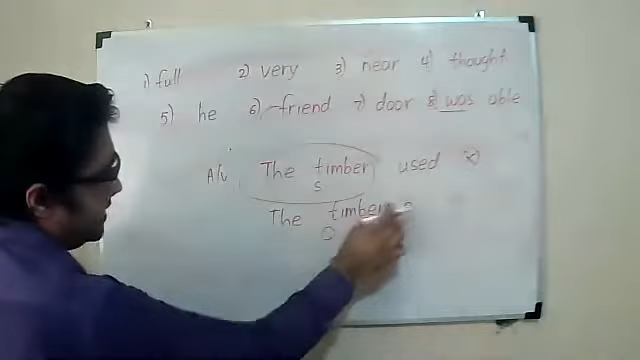 1) full 2) very 3) near 4) thought
5) he 6) friend 7) door 8) was able
A/v The timber used
S
The timber
O